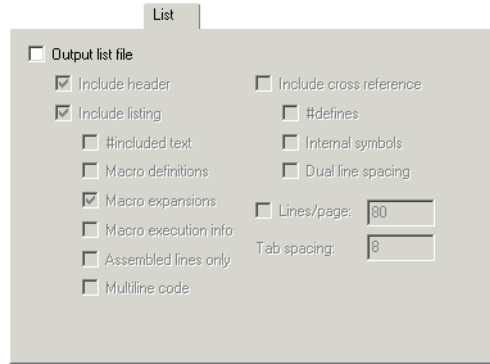 List
Output list file
Include header
Include listing
#included text
Macro definitions
Macro expansions
Macro execution info
Assembled lines only
Multiline code
Include cross reference
#defines
Internal symbols
Dual line spacing
Lines/page: 80
Tab spacing: 8